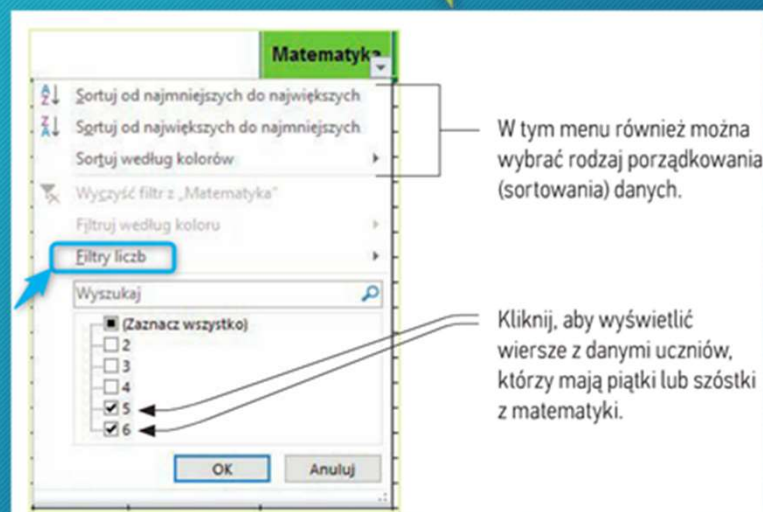 Matematyka
Sortuj od najmniejszych do największych
Sortuj od największych do najmniejszych
Sortuj według kolorów
Wyczyść filtr z „Matematyka"
Filtruj według koloru
Filtry liczb
Wyszukaj
(Zaznacz wszystko)
2
3
4
5
6
OK Anuluj
W tym menu również można
wybrać rodzaj porządkowania
(sortowania) danych.
Kliknij, aby wyświetlić
wiersze z danymi uczniów,
którzy mają piątki lub szóstki
z matematyki.